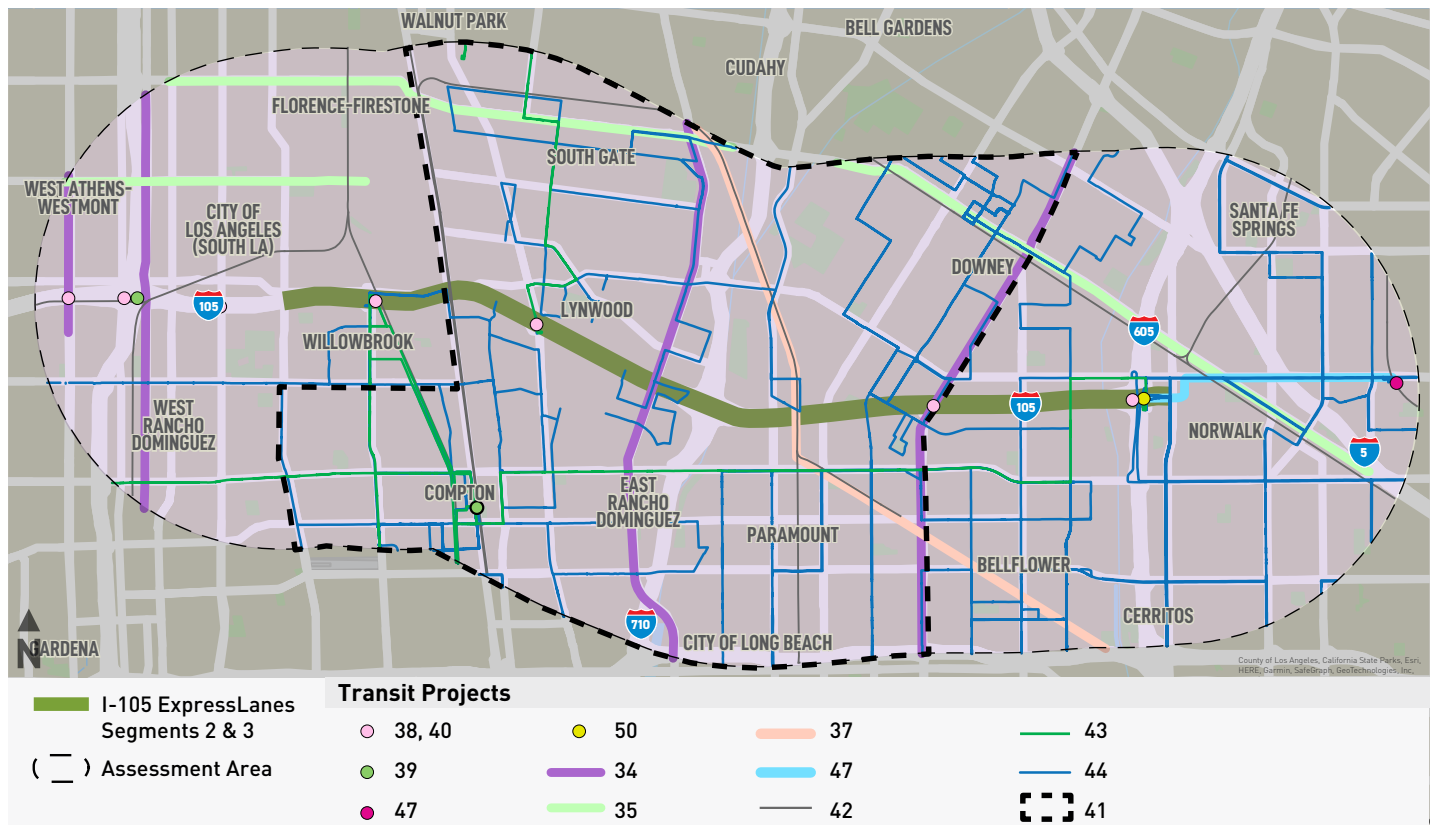 WALNUT PARK
BELL GARDENS
CUDAHY
FLORENCE-FIRESTONE
SOUTH GATE
WEST ATHENS-
WESTMONT
CITY OF
LOS ANGELES
(SOUTH LA)
SANTA FE
SPRINGS
DOWNEY
105
LYNWOOD
WILLOWBROOK
605
WEST
RANCHO
DOMINGUEZ
105
NORWALK
5
COMPTON
EAST
RANCHO
DOMINGUEZ
PARAMOUNT
BELLFLOWER
CERRITOS
710
CITY OF LONG BEACH
GARDENA
N
County of Los Angeles, California State Parks, Esri,
HERE, Garmin, SafeGraph, GeoTechnologies, Inc,
I-105 ExpressLanes
Segments 2 & 3
Assessment Area
Transit Projects
38, 40
39
47
50
34
35
37
47
42
43
44
41